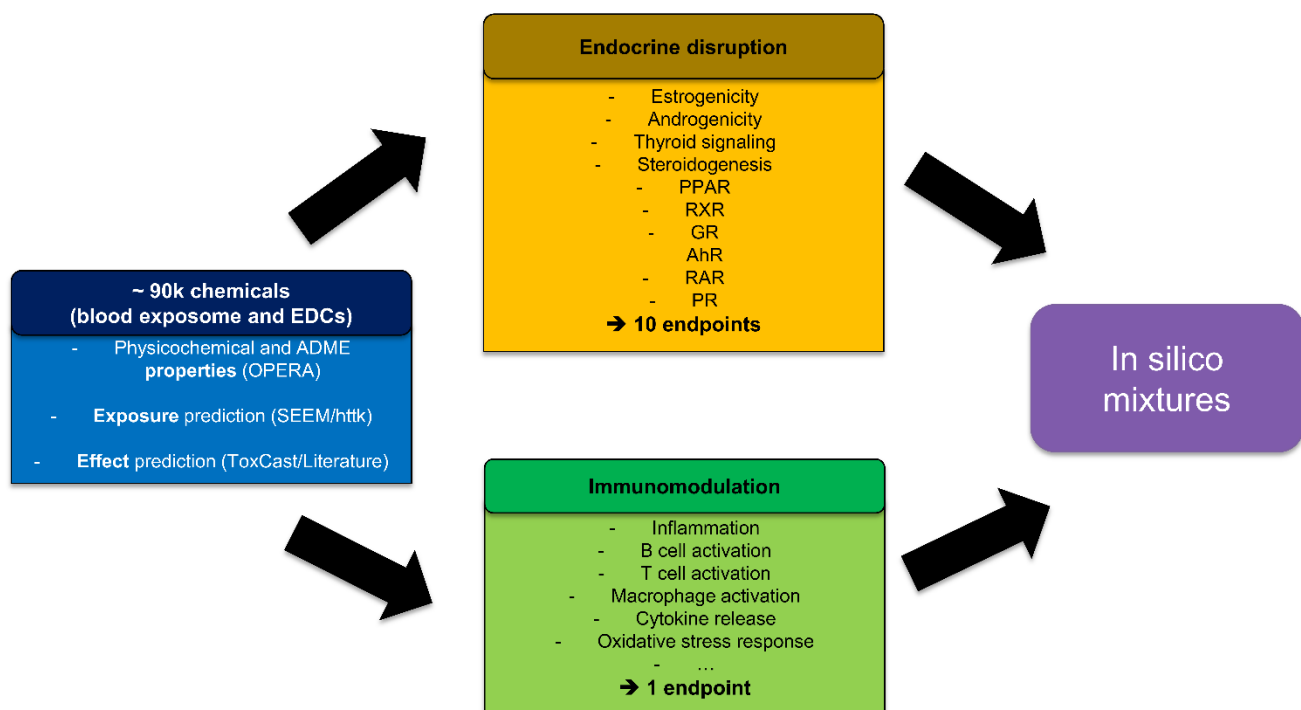 ~ 90k chemicals
(blood exposome and EDCs)
- Physicochemical and ADME
properties (OPERA)
- Exposure prediction (SEEM/httk)
- Effect prediction (ToxCast/Literature)
Endocrine disruption
- Estrogenicity
- Androgenicity
- Thyroid signaling
- Steroidogenesis
- PPAR
- RXR
- GR
AhR
- RAR
- PR
➔ 10 endpoints
Immunomodulation
- Inflammation
- B cell activation
- T cell activation
- Macrophage activation
- Cytokine release
- Oxidative stress response
- ...
➔ 1 endpoint
In silico
mixtures